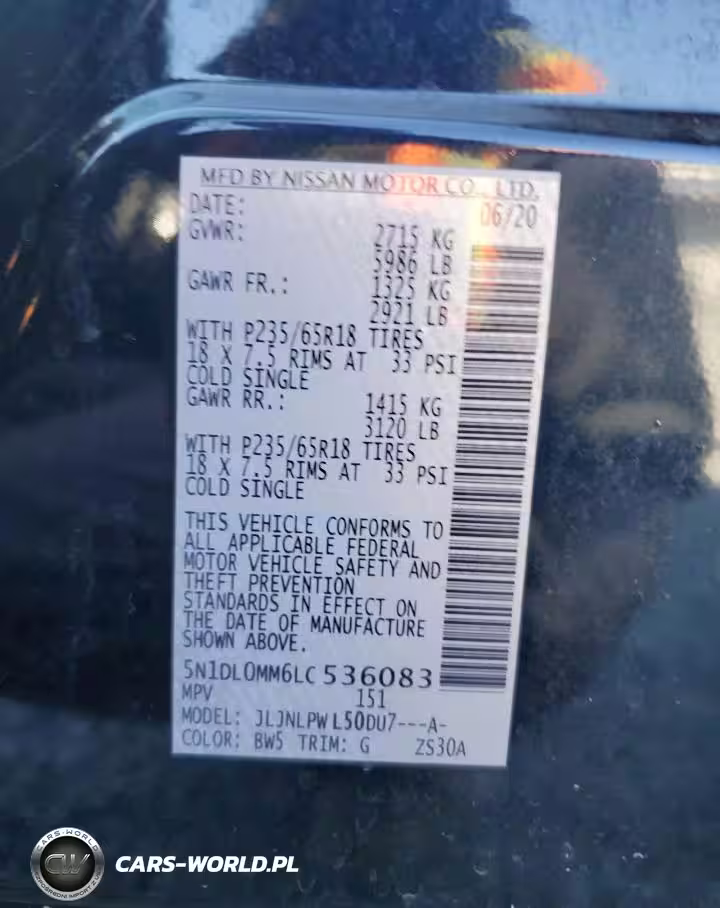 MFD BY NISSAN MOTOR CO., LTD.
DATE: 06/20
GVWR: 2715 KG
5986 LB
GAWR FR.: 1325 KG
2921 LB
WITH P235/65R18 TIRES
18 X 7.5 RIMS AT 33 PSI
COLD SINGLE
GAWR RR.: 1415 KG
3120 LB
WITH P235/65R18 TIRES
18 X 7.5 RIMS AT 33 PSI
COLD SINGLE
THIS VEHICLE CONFORMS TO
ALL APPLICABLE FEDERAL
MOTOR VEHICLE SAFETY AND
THEFT PREVENTION
STANDARDS IN EFFECT ON
THE DATE OF MANUFACTURE
SHOWN ABOVE.
5N1DL0MM6LC536083
MPV 151
MODEL: JLJNLPWL50DU7---A-
COLOR: BW5 TRIM: G ZS30A
CARS-WORLD
CW
CARS-WORLD.PL